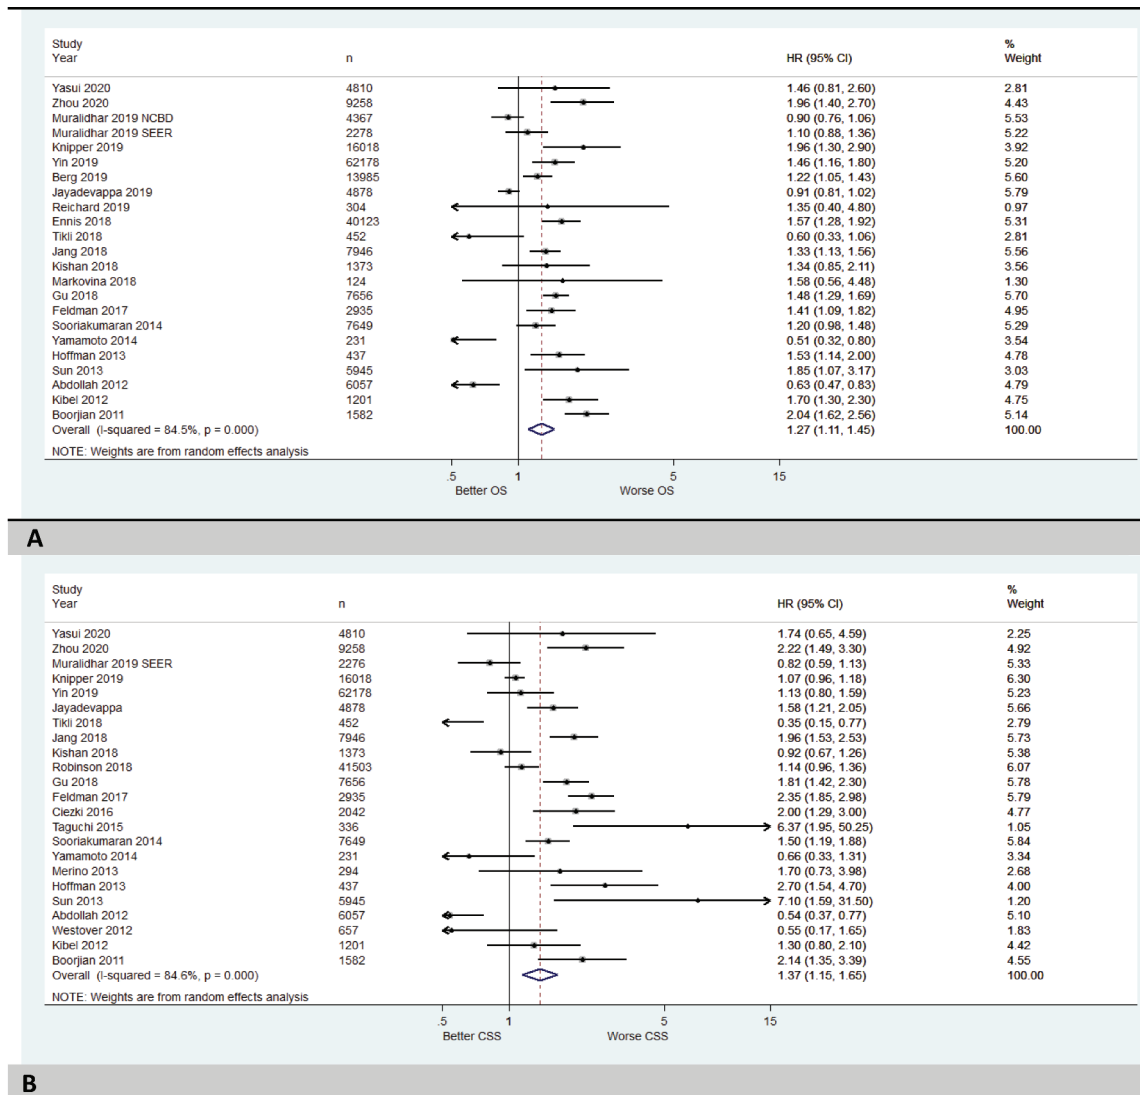 Study %
Year n HR (95% CI) Weight
Yasui 2020 4810 1.46 (0.81, 2.60) 2.81
Zhou 2020 9258 1.96 (1.40, 2.70) 4.43
Muralidhar 2019 NCBD 4367 0.90 (0.76, 1.06) 5.53
Muralidhar 2019 SEER 2278 1.10 (0.88, 1.36) 5.22
Knipper 2019 16018 1.96 (1.30, 2.90) 3.92
Yin 2019 62178 1.46 (1.16, 1.80) 5.20
Berg 2019 13985 1.22 (1.05, 1.43) 5.60
Jayadevappa 2019 4878 0.91 (0.81, 1.02) 5.79
Reichard 2019 304 1.35 (0.40, 4.80) 0.97
Ennis 2018 40123 1.57 (1.28, 1.92) 5.31
Tikli 2018 452 0.60 (0.33, 1.06) 2.81
Jang 2018 7946 1.33 (1.13, 1.56) 5.56
Kishan 2018 1373 1.34 (0.85, 2.11) 3.56
Markovina 2018 124 1.58 (0.56, 4.48) 1.30
Gu 2018 7656 1.48 (1.29, 1.69) 5.70
Feldman 2017 2935 1.41 (1.09, 1.82) 4.95
Sooriakumaran 2014 7649 1.20 (0.98, 1.48) 5.29
Yamamoto 2014 231 0.51 (0.32, 0.80) 3.54
Hoffman 2013 437 1.53 (1.14, 2.00) 4.78
Sun 2013 5945 1.85 (1.07, 3.17) 3.03
Abdollah 2012 6057 0.63 (0.47, 0.83) 4.79
Kibel 2012 1201 1.70 (1.30, 2.30) 4.75
Boorjian 2011 1582 2.04 (1.62, 2.56) 5.14
Overall (I-squared = 84.5%, p = 0.000) 1.27 (1.11, 1.45) 100.00
NOTE: Weights are from random effects analysis
.5 1 5 15
Better OS Worse OS
A
Study %
Year n HR (95% CI) Weight
Yasui 2020 4810 1.74 (0.65, 4.59) 2.25
Zhou 2020 9258 2.22 (1.49, 3.30) 4.92
Muralidhar 2019 SEER 2276 0.82 (0.59, 1.13) 5.33
Knipper 2019 16018 1.07 (0.96, 1.18) 6.30
Yin 2019 62178 1.13 (0.80, 1.59) 5.23
Jayadevappa 4878 1.58 (1.21, 2.05) 5.66
Tikli 2018 452 0.35 (0.15, 0.77) 2.79
Jang 2018 7946 1.96 (1.53, 2.53) 5.73
Kishan 2018 1373 0.92 (0.67, 1.26) 5.38
Robinson 2018 41503 1.14 (0.96, 1.36) 6.07
Gu 2018 7656 1.81 (1.42, 2.30) 5.78
Feldman 2017 2935 2.35 (1.85, 2.98) 5.79
Ciezki 2016 2042 2.00 (1.29, 3.00) 4.77
Taguchi 2015 336 6.37 (1.95, 50.25) 1.05
Sooriakumaran 2014 7649 1.50 (1.19, 1.88) 5.84
Yamamoto 2014 231 0.66 (0.33, 1.31) 3.34
Merino 2013 294 1.70 (0.73, 3.98) 2.68
Hoffman 2013 437 2.70 (1.54, 4.70) 4.00
Sun 2013 5945 7.10 (1.59, 31.50) 1.20
Abdollah 2012 6057 0.54 (0.37, 0.77) 5.10
Westover 2012 657 0.55 (0.17, 1.65) 1.83
Kibel 2012 1201 1.30 (0.80, 2.10) 4.42
Boorjian 2011 1582 2.14 (1.35, 3.39) 4.55
Overall (I-squared = 84.6%, p = 0.000) 1.37 (1.15, 1.65) 100.00
NOTE: Weights are from random effects analysis
.5 1 5 15
Better CSS Worse CSS
B